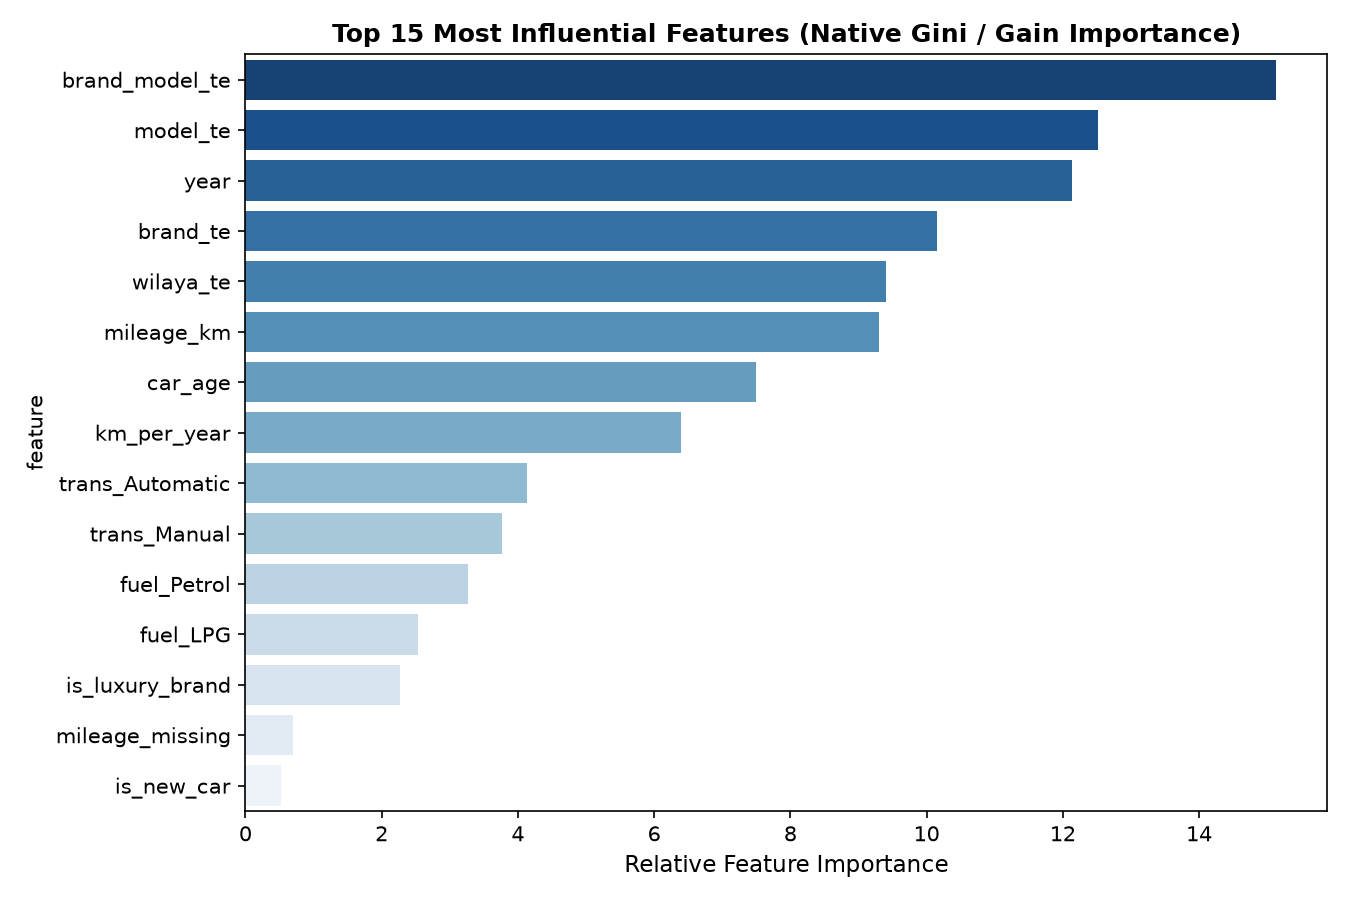 Top 15 Most Influential Features (Native Gini / Gain Importance)
brand_model_te
model_te
year
brand_te
wilaya_te
mileage_km
car_age
km_per_year
trans_Automatic
trans_Manual
fuel_Petrol
fuel_LPG
is_luxury_brand
mileage_missing
is_new_car
feature
0 2 4 6 8 10 12 14
Relative Feature Importance